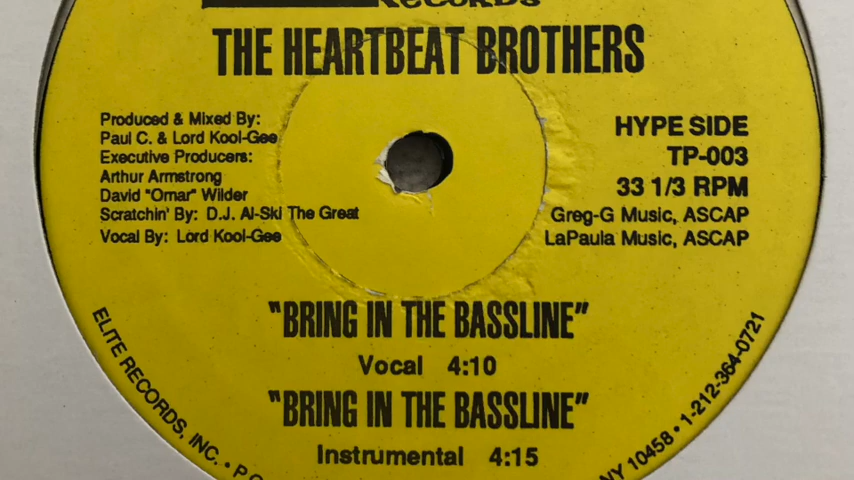 Records
THE HEARTBEAT BROTHERS
Produced & Mixed By:
Paul C. & Lord Kool-Gee
Executive Producers:
Arthur Armstrong
David "Omar" Wilder
Scratchin' By: D.J. Al-Ski The Great
Vocal By: Lord Kool-Gee
HYPE SIDE
TP-003
33 1/3 RPM
Greg-G Music, ASCAP
LaPaula Music, ASCAP
"BRING IN THE BASSLINE"
Vocal 4:10
"BRING IN THE BASSLINE"
Instrumental 4:15
ELITE RECORDS, INC. • P
NY 10458 • 1-212-364-0721